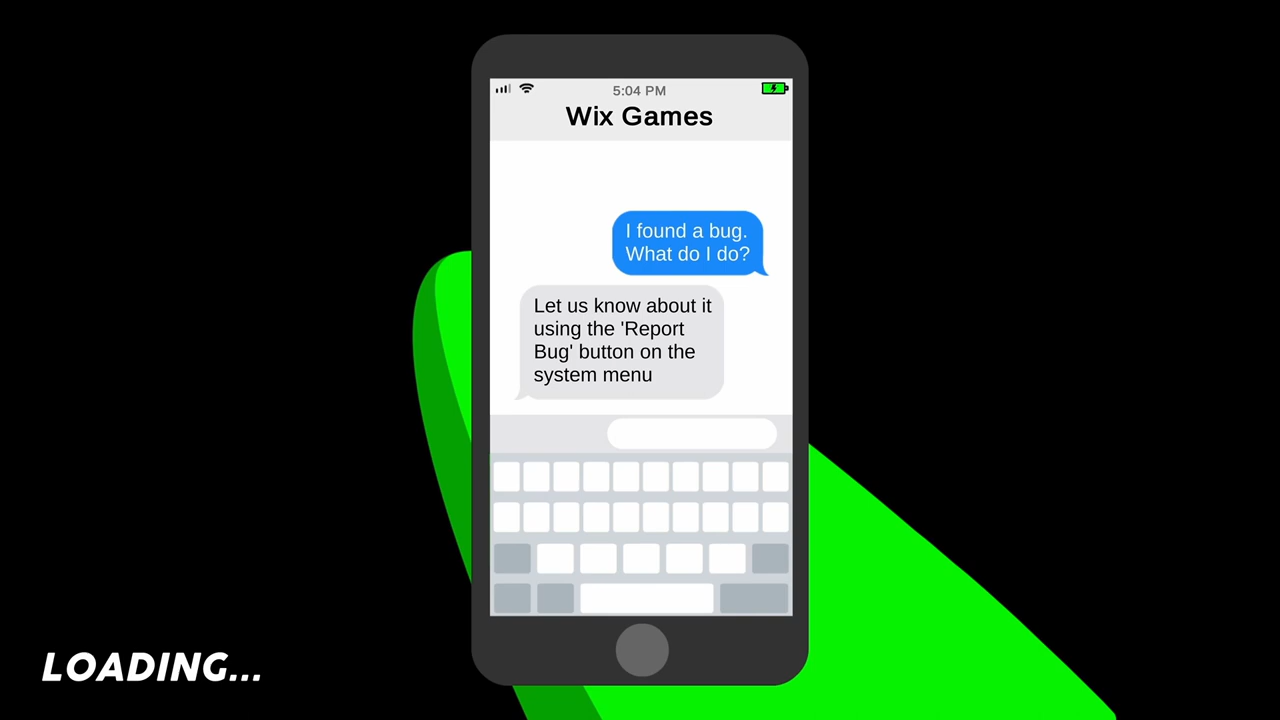 5:04 PM
Wix Games
I found a bug.
What do I do?
Let us know about it
using the 'Report
Bug' button on the
system menu
LOADING...